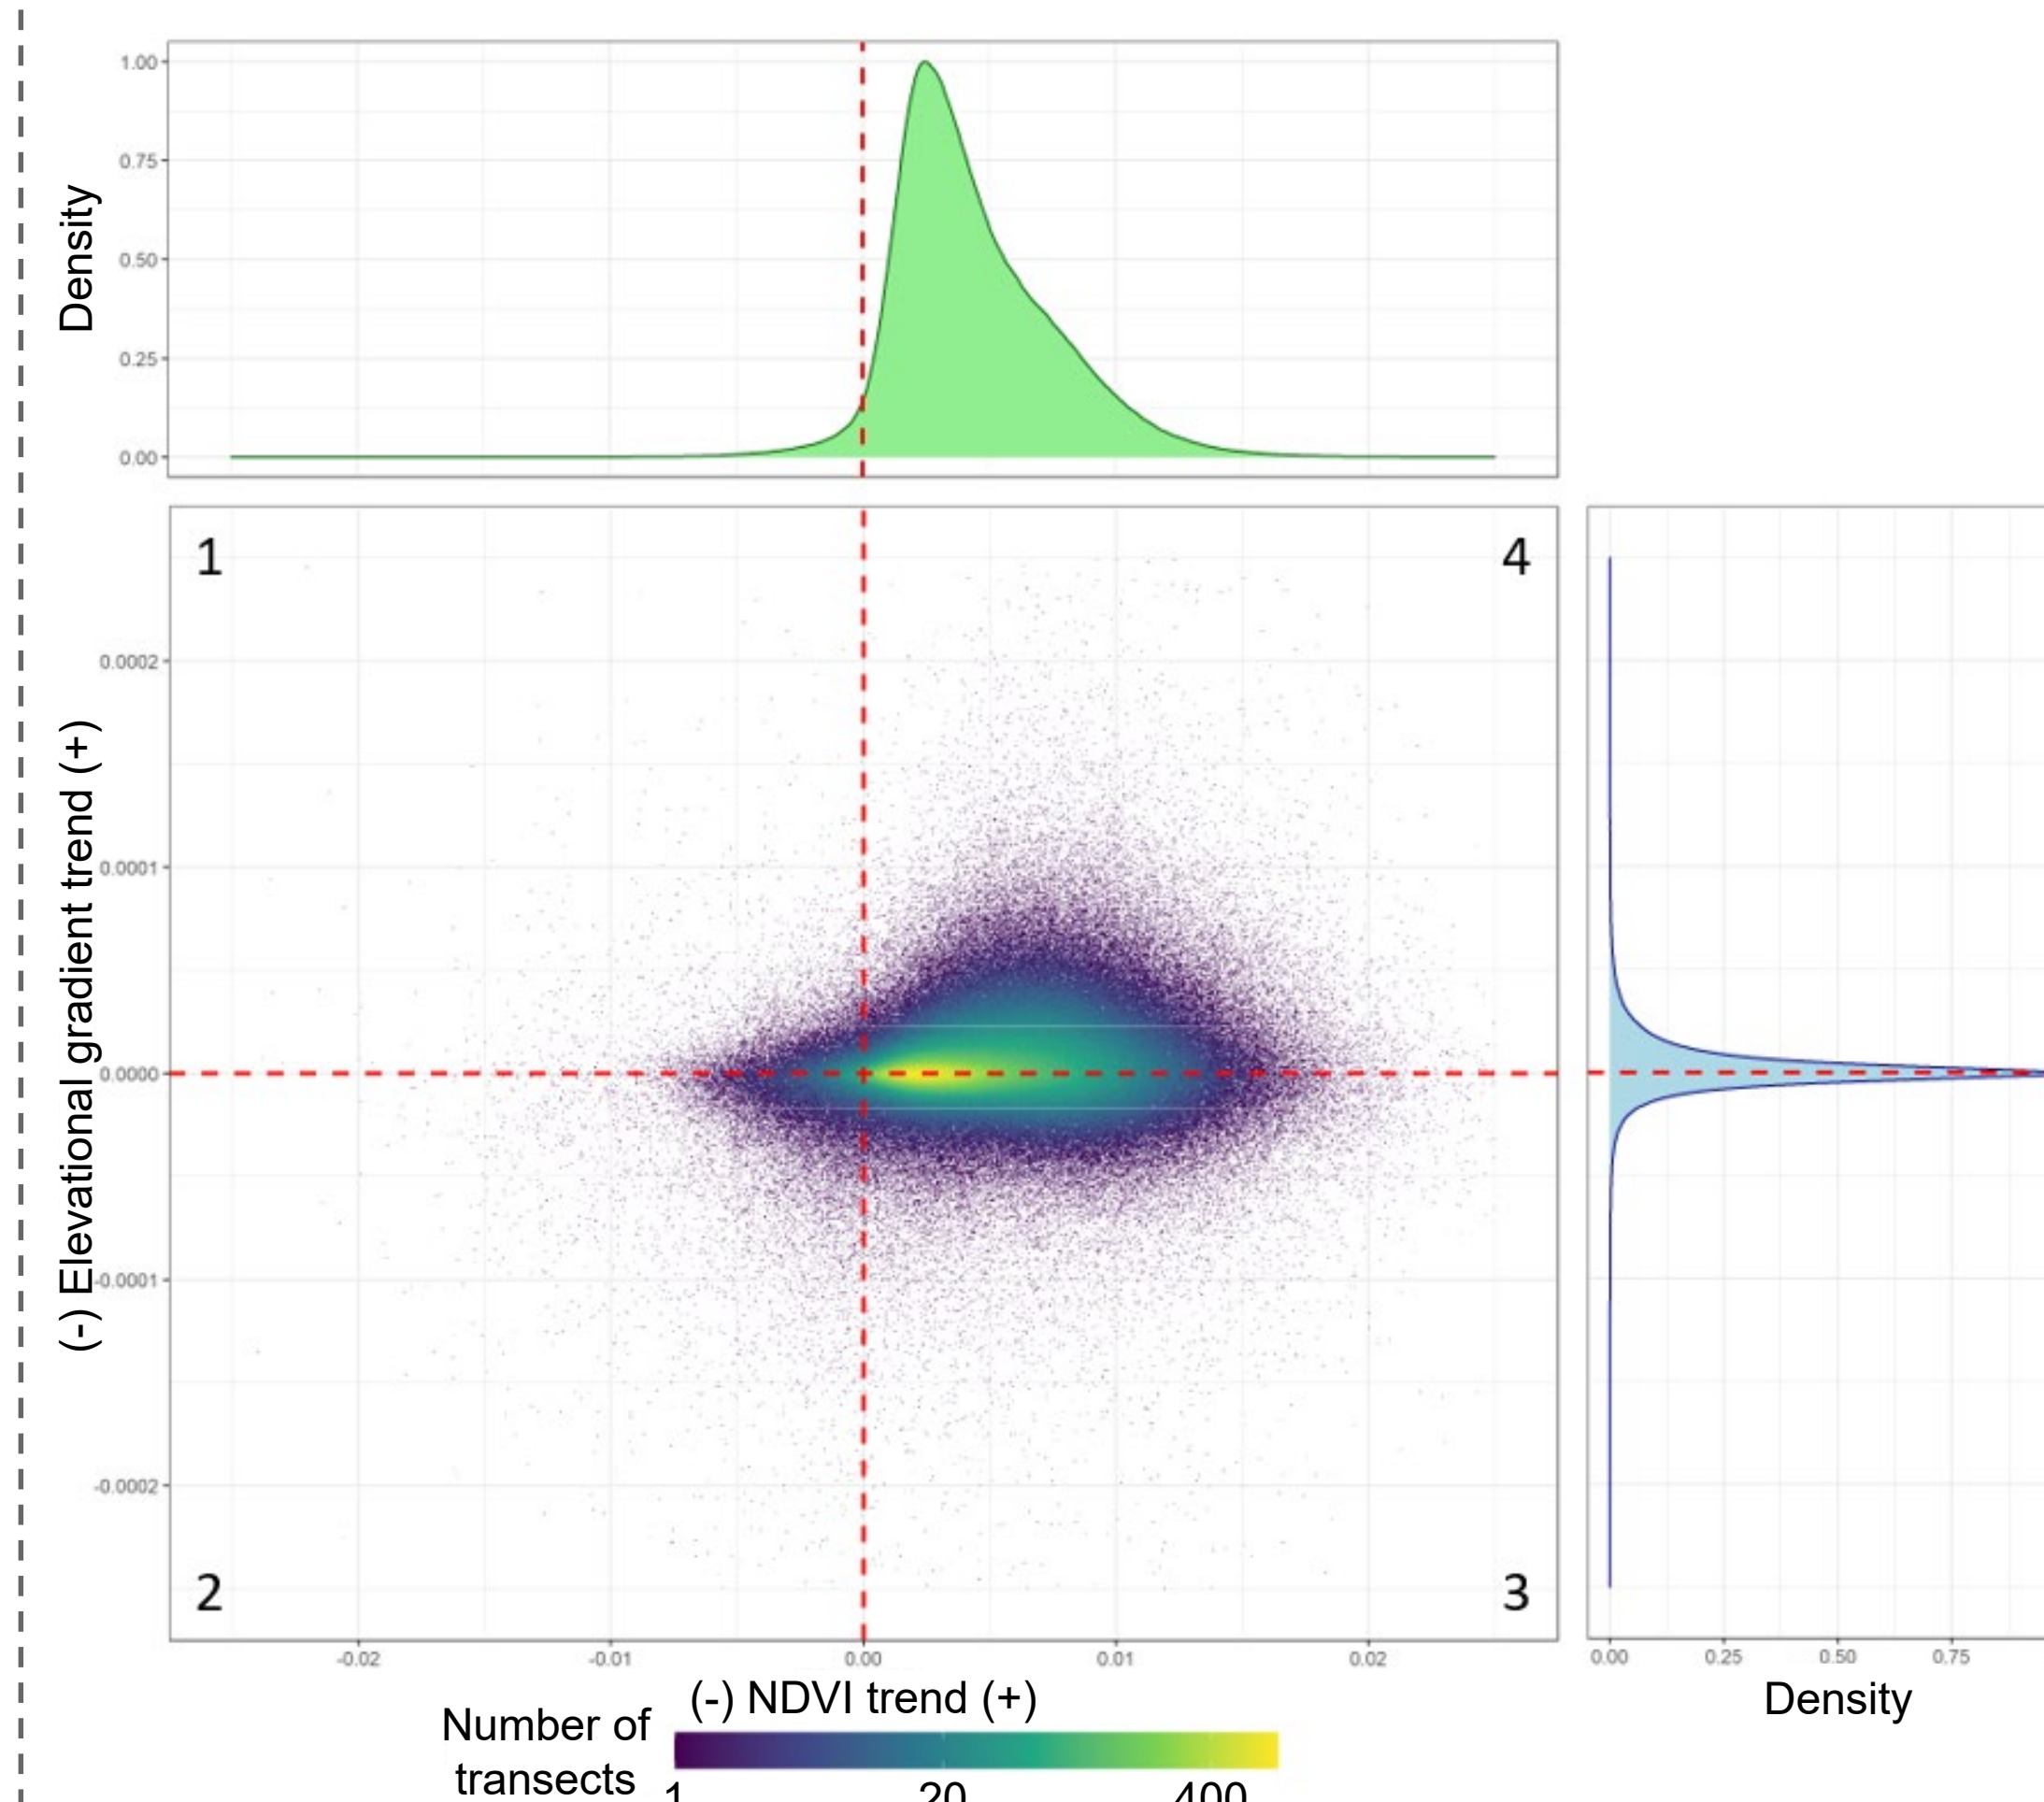 1.00
0.75
0.50
0.25
0.00
Density
1
4
2
3
0.0002
0.0001
0.0000
-0.0001
-0.0002
(-) Elevational gradient trend (+)
-0.02 -0.01 0.00 0.01 0.02
(-) NDVI trend (+)
0.00 0.25 0.50 0.75
Density
Number of
transects
1 20 400